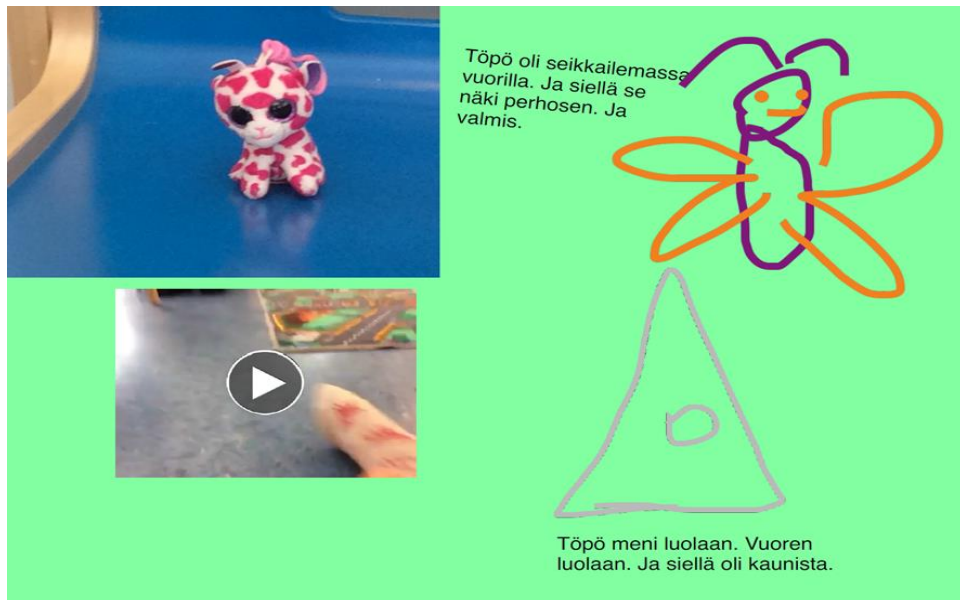 Töpö oli seikkailemassa
vuorilla. Ja siellä se
näki perhosen. Ja
valmis.
Töpö meni luolaan. Vuoren
luolaan. Ja siellä oli kaunista.